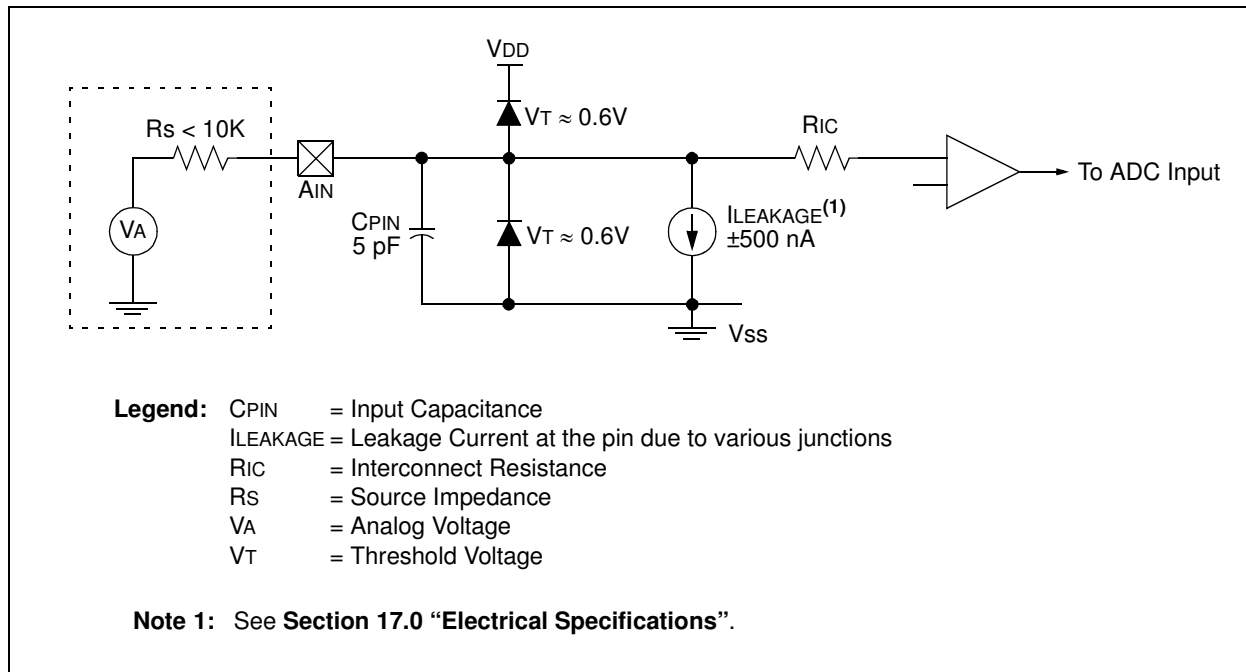 VDD
VT ≈ 0.6V
Rs < 10K
RIC
AIN
To ADC Input
VA
CPIN
5 pF
VT ≈ 0.6V
ILEAKAGE(1)
±500 nA
Vss
Legend: CPIN = Input Capacitance
ILEAKAGE = Leakage Current at the pin due to various junctions
RIC = Interconnect Resistance
RS = Source Impedance
VA = Analog Voltage
VT = Threshold Voltage
Note 1: See Section 17.0 “Electrical Specifications”.